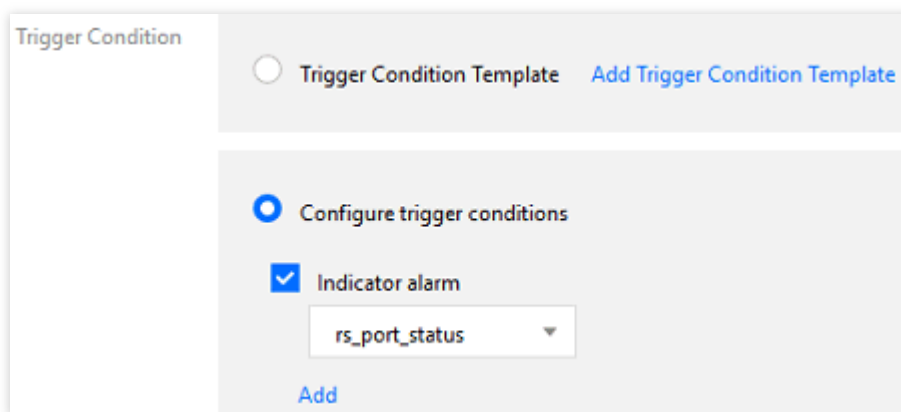 Trigger Condition
Trigger Condition Template Add Trigger Condition Template
Configure trigger conditions
Indicator alarm
rs_port_status
Add